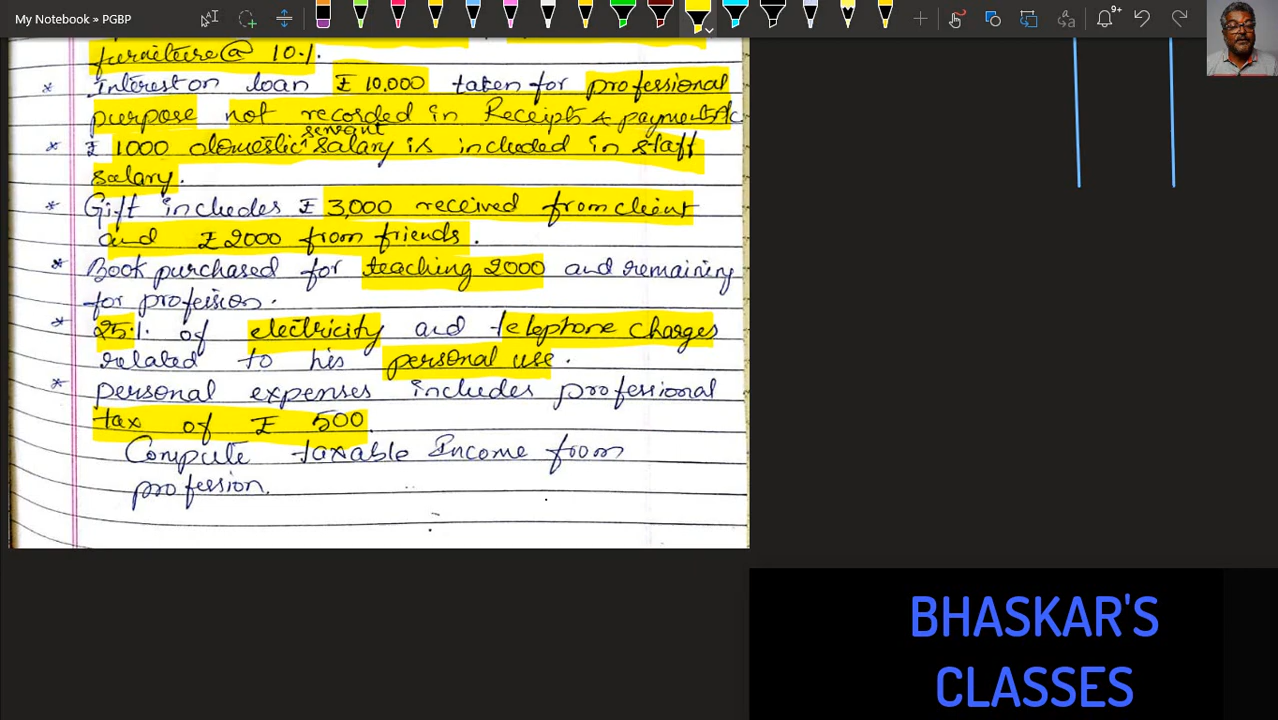 My Notebook » PGBP
9+
furniture@ 10.%.
* Interest on loan ₹ 10,000 taken for professional
purpose not recorded in Receipts & payments A/c
* ₹ 1000 domestic servant salary is included in staff
salary.
* Gift includes ₹ 3,000 received from client
and ₹ 2000 from friends.
* Book purchased for teaching 2000 and remaining
for profession.
* 25% of electricity and telephone charges
related to his personal use.
* personal expenses includes professional
tax of ₹ 500
Compute taxable Income from
profession.
BHASKAR'S
CLASSES